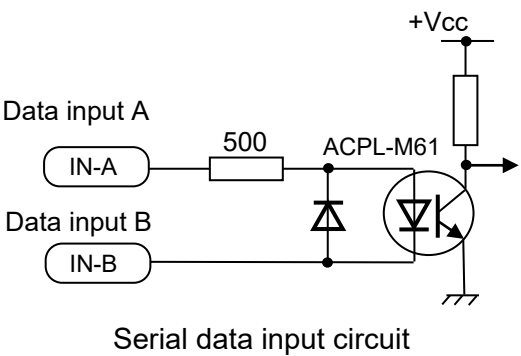 +Vcc
Data input A
500
ACPL-M61
IN-A
Data input B
IN-B
Serial data input circuit